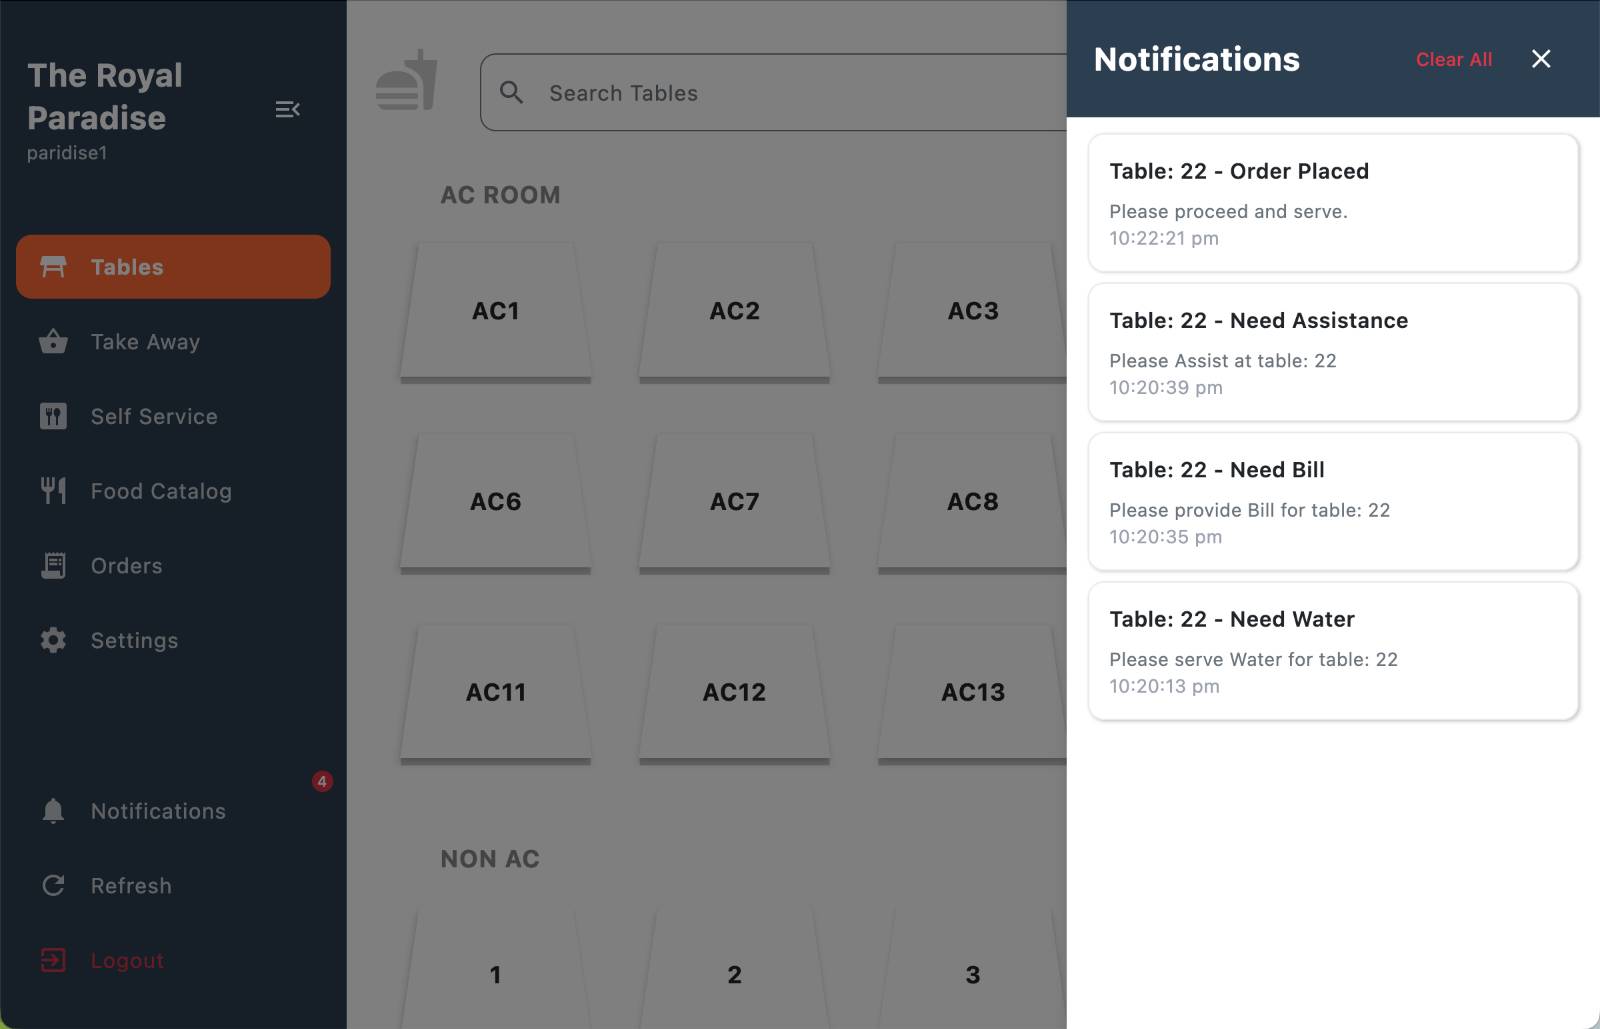 The Royal
Paradise
paridise1
Tables
Take Away
Self Service
Food Catalog
Orders
Settings
4
Notifications
Refresh
Logout
Search Tables
AC ROOM
AC1
AC2
AC3
AC6
AC7
AC8
AC11
AC12
AC13
NON AC
1
2
3
Notifications
Clear All
Table: 22 - Order Placed
Please proceed and serve.
10:22:21 pm
Table: 22 - Need Assistance
Please Assist at table: 22
10:20:39 pm
Table: 22 - Need Bill
Please provide Bill for table: 22
10:20:35 pm
Table: 22 - Need Water
Please serve Water for table: 22
10:20:13 pm